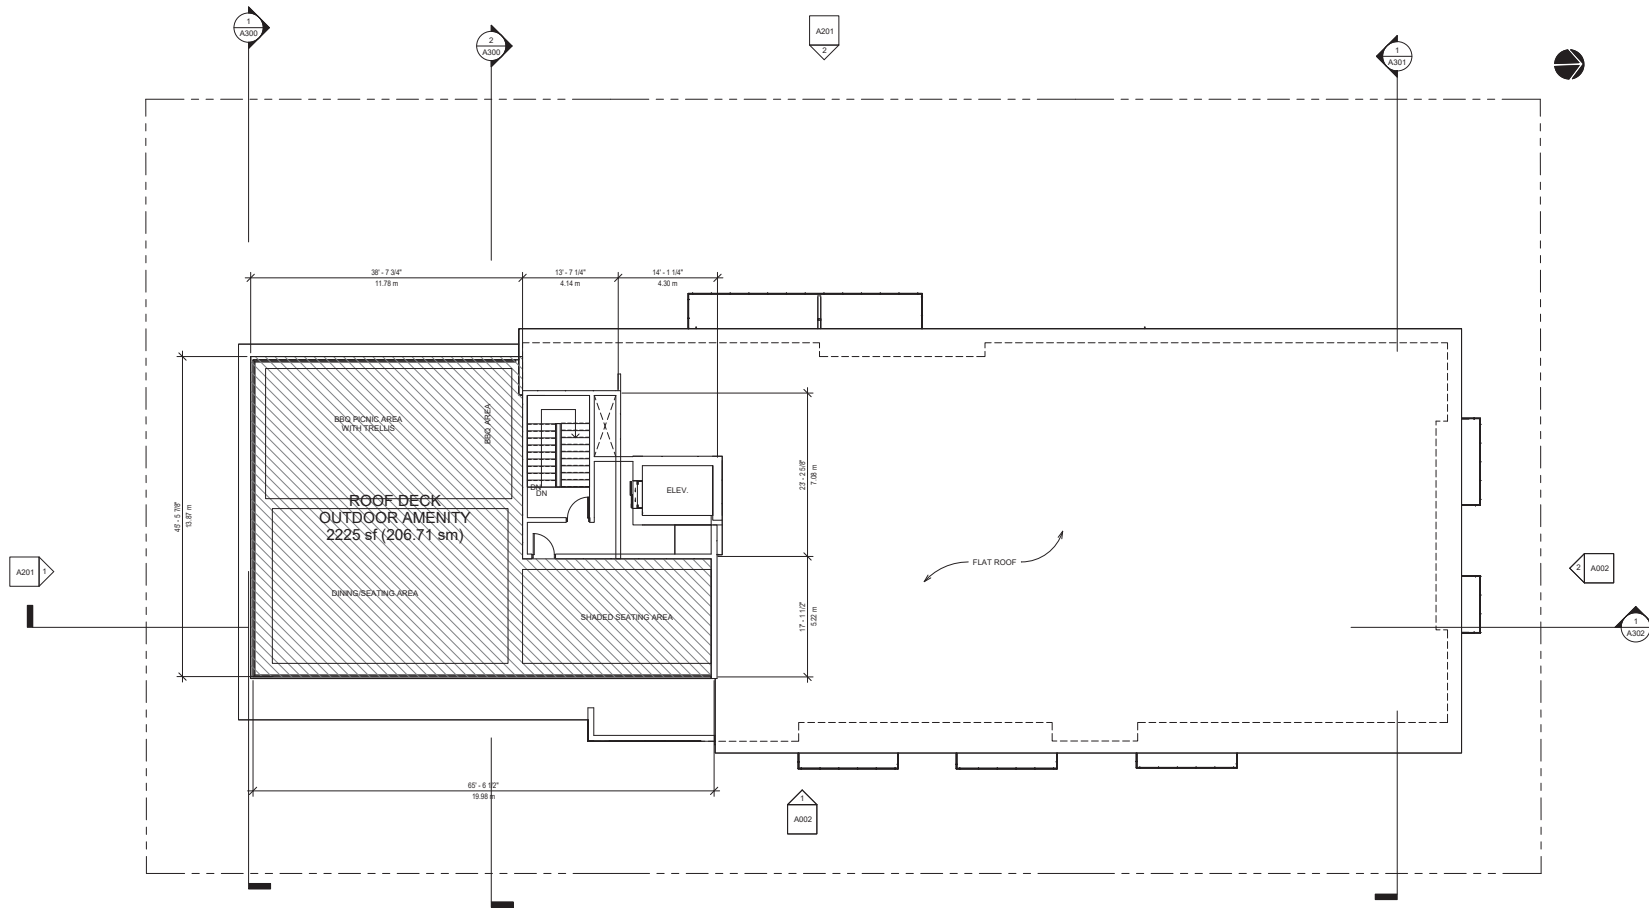 1
A300
2
A300
A201
2
1
A301
38' - 7 3/4"
11.78 m
13' - 7 1/4"
4.14 m
14' - 1 1/4"
4.30 m
BBQ PICNIC AREA
WITH TRELLIS
BBQ AREA
45' - 5 7/8"
13.87 m
23' - 2 5/8"
7.08 m
ELEV.
DN
DN
ROOF DECK
OUTDOOR AMENITY
2225 sf (206.71 sm)
FLAT ROOF
A201
1
2
A002
DINING/SEATING AREA
SHADED SEATING AREA
17' - 1 1/2"
5.22 m
1
A302
65' - 6 1/2"
19.98 m
1
A002